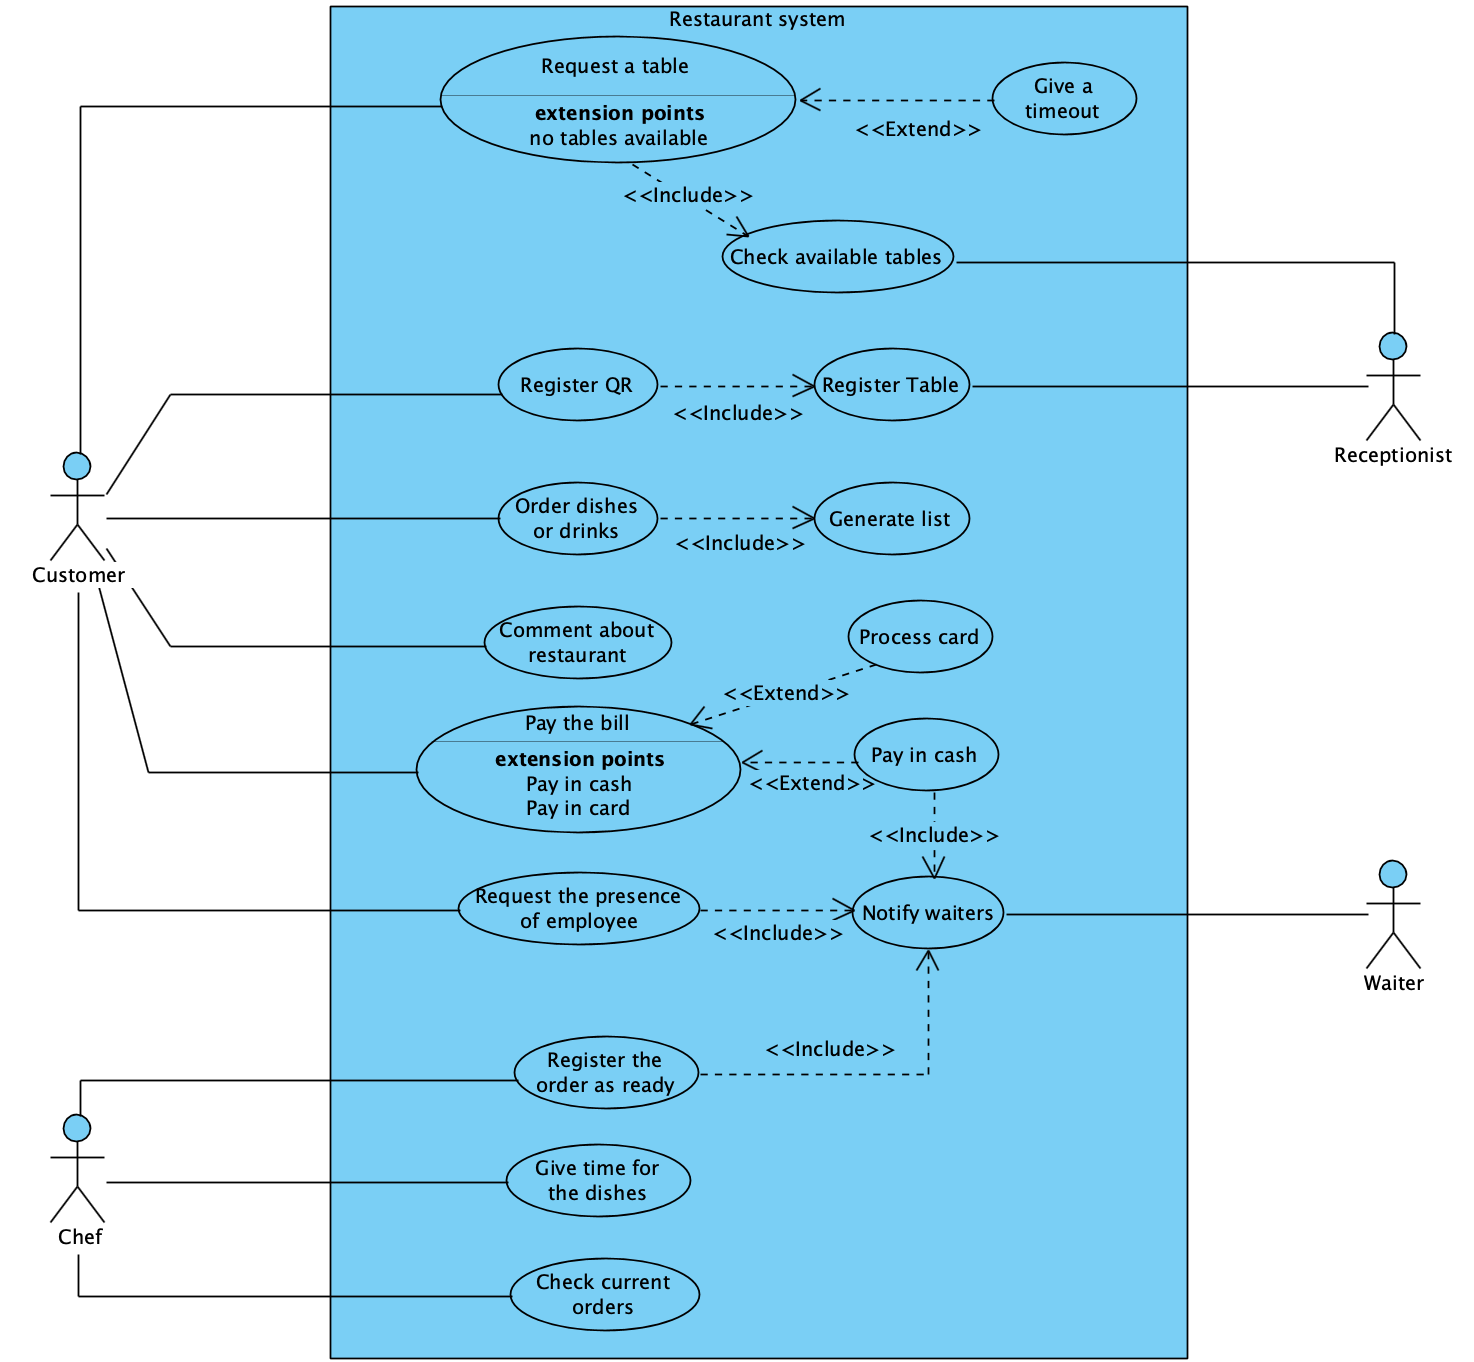 Restaurant system
Request a table
extension points
no tables available
Give a
timeout
<<Extend>>
<<Include>>
Check available tables
Register QR
<<Include>>
Register Table
Receptionist
Order dishes
or drinks
<<Include>>
Generate list
Customer
Comment about
restaurant
Process card
<<Extend>>
Pay the bill
extension points
Pay in cash
Pay in card
<<Extend>>
Pay in cash
<<Include>>
Request the presence
of employee
<<Include>>
Notify waiters
Waiter
<<Include>>
Register the
order as ready
Give time for
the dishes
Chef
Check current
orders